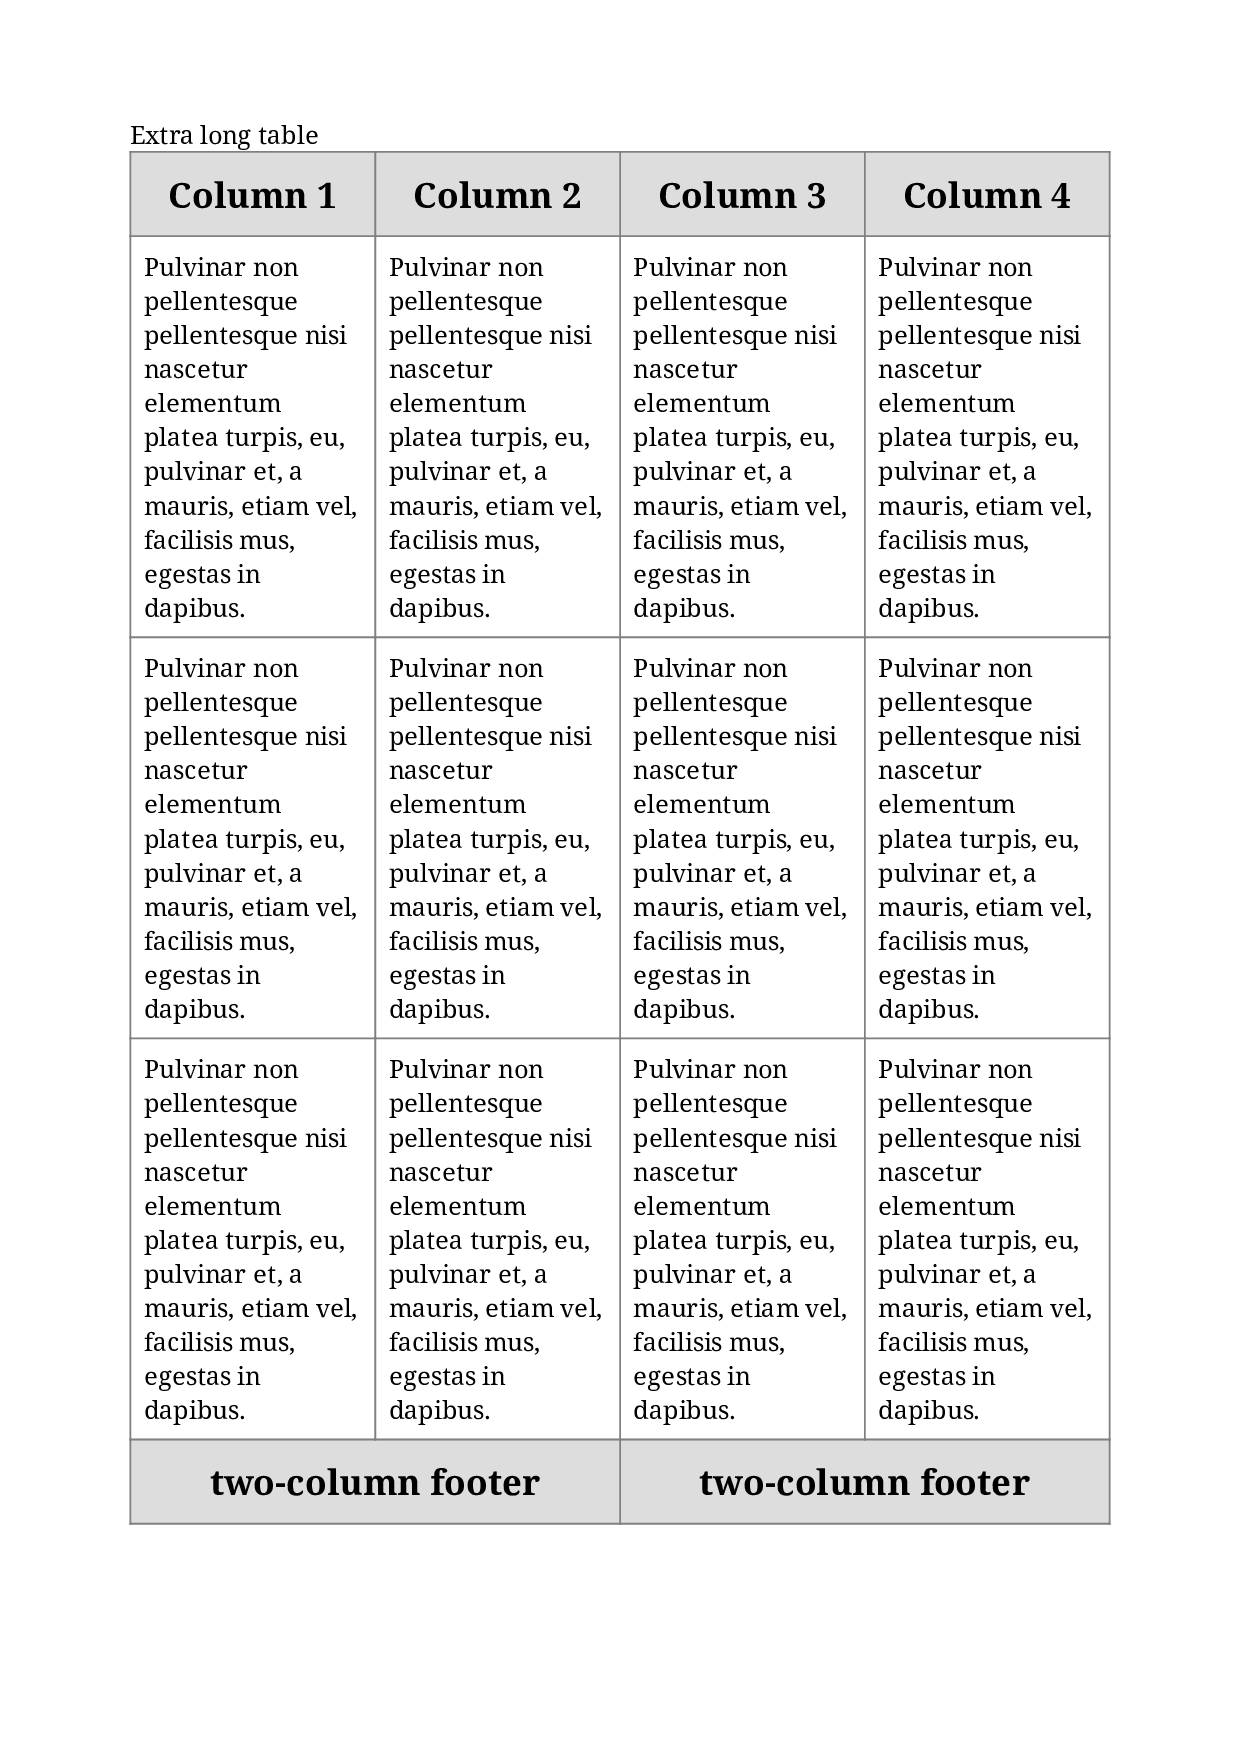 Extra long table
Column 1 Column 2 Column 3 Column 4
Pulvinar non Pulvinar non Pulvinar non Pulvinar non
pellentesque pellentesque pellentesque pellentesque
pellentesque nisi pellentesque nisi pellentesque nisi pellentesque nisi
nascetur nascetur nascetur nascetur
elementum elementum elementum elementum
platea turpis, eu, platea turpis, eu, platea turpis, eu, platea turpis, eu,
pulvinar et, a pulvinar et, a pulvinar et, a pulvinar et, a
mauris, etiam vel, mauris, etiam vel, mauris, etiam vel, mauris, etiam vel,
facilisis mus, facilisis mus, facilisis mus, facilisis mus,
egestas in egestas in egestas in egestas in
dapibus. dapibus. dapibus. dapibus.
Pulvinar non Pulvinar non Pulvinar non Pulvinar non
pellentesque pellentesque pellentesque pellentesque
pellentesque nisi pellentesque nisi pellentesque nisi pellentesque nisi
nascetur nascetur nascetur nascetur
elementum elementum elementum elementum
platea turpis, eu, platea turpis, eu, platea turpis, eu, platea turpis, eu,
pulvinar et, a pulvinar et, a pulvinar et, a pulvinar et, a
mauris, etiam vel, mauris, etiam vel, mauris, etiam vel, mauris, etiam vel,
facilisis mus, facilisis mus, facilisis mus, facilisis mus,
egestas in egestas in egestas in egestas in
dapibus. dapibus. dapibus. dapibus.
Pulvinar non Pulvinar non Pulvinar non Pulvinar non
pellentesque pellentesque pellentesque pellentesque
pellentesque nisi pellentesque nisi pellentesque nisi pellentesque nisi
nascetur nascetur nascetur nascetur
elementum elementum elementum elementum
platea turpis, eu, platea turpis, eu, platea turpis, eu, platea turpis, eu,
pulvinar et, a pulvinar et, a pulvinar et, a pulvinar et, a
mauris, etiam vel, mauris, etiam vel, mauris, etiam vel, mauris, etiam vel,
facilisis mus, facilisis mus, facilisis mus, facilisis mus,
egestas in egestas in egestas in egestas in
dapibus. dapibus. dapibus. dapibus.
two-column footer two-column footer